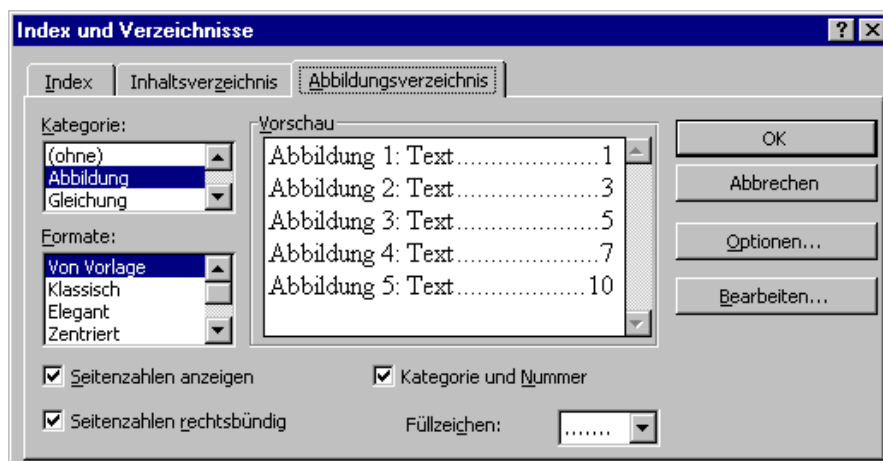 Index und Verzeichnisse
Index
Inhaltsverzeichnis
Abbildungsverzeichnis
Kategorie:
(ohne)
Abbildung
Gleichung
Formate:
Von Vorlage
Klassisch
Elegant
Zentriert
Vorschau
Abbildung 1: Text.....................1
Abbildung 2: Text.....................3
Abbildung 3: Text.....................5
Abbildung 4: Text.....................7
Abbildung 5: Text...................10
OK
Abbrechen
Optionen...
Bearbeiten...
Seitenzahlen anzeigen
Kategorie und Nummer
Seitenzahlen rechtsbündig
Füllzeichen:
.......